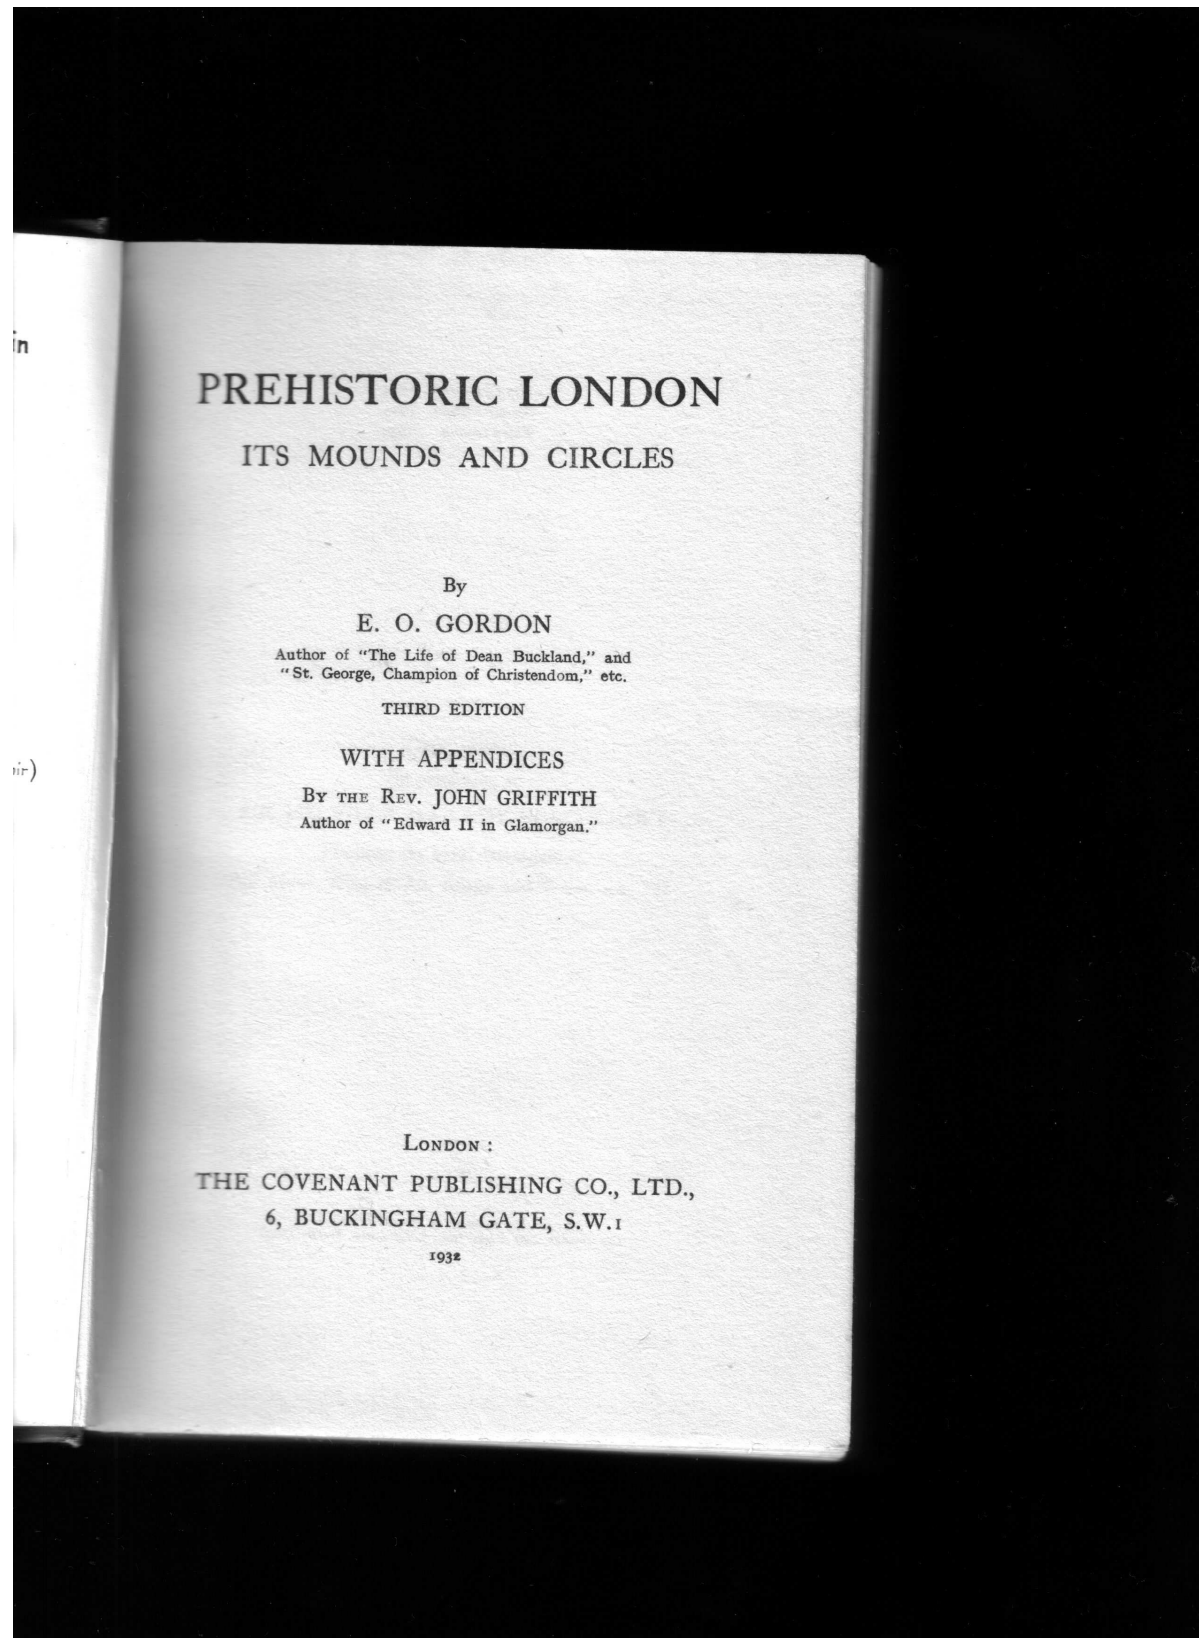 in
PREHISTORIC LONDON
ITS MOUNDS AND CIRCLES
By
E. O. GORDON
Author of "The Life of Dean Buckland," and
"St. George, Champion of Christendom," etc.
THIRD EDITION
WITH APPENDICES
BY THE REV. JOHN GRIFFITH
Author of "Edward II in Glamorgan."
LONDON :
THE COVENANT PUBLISHING CO., LTD.,
6, BUCKINGHAM GATE, S.W.1
1932